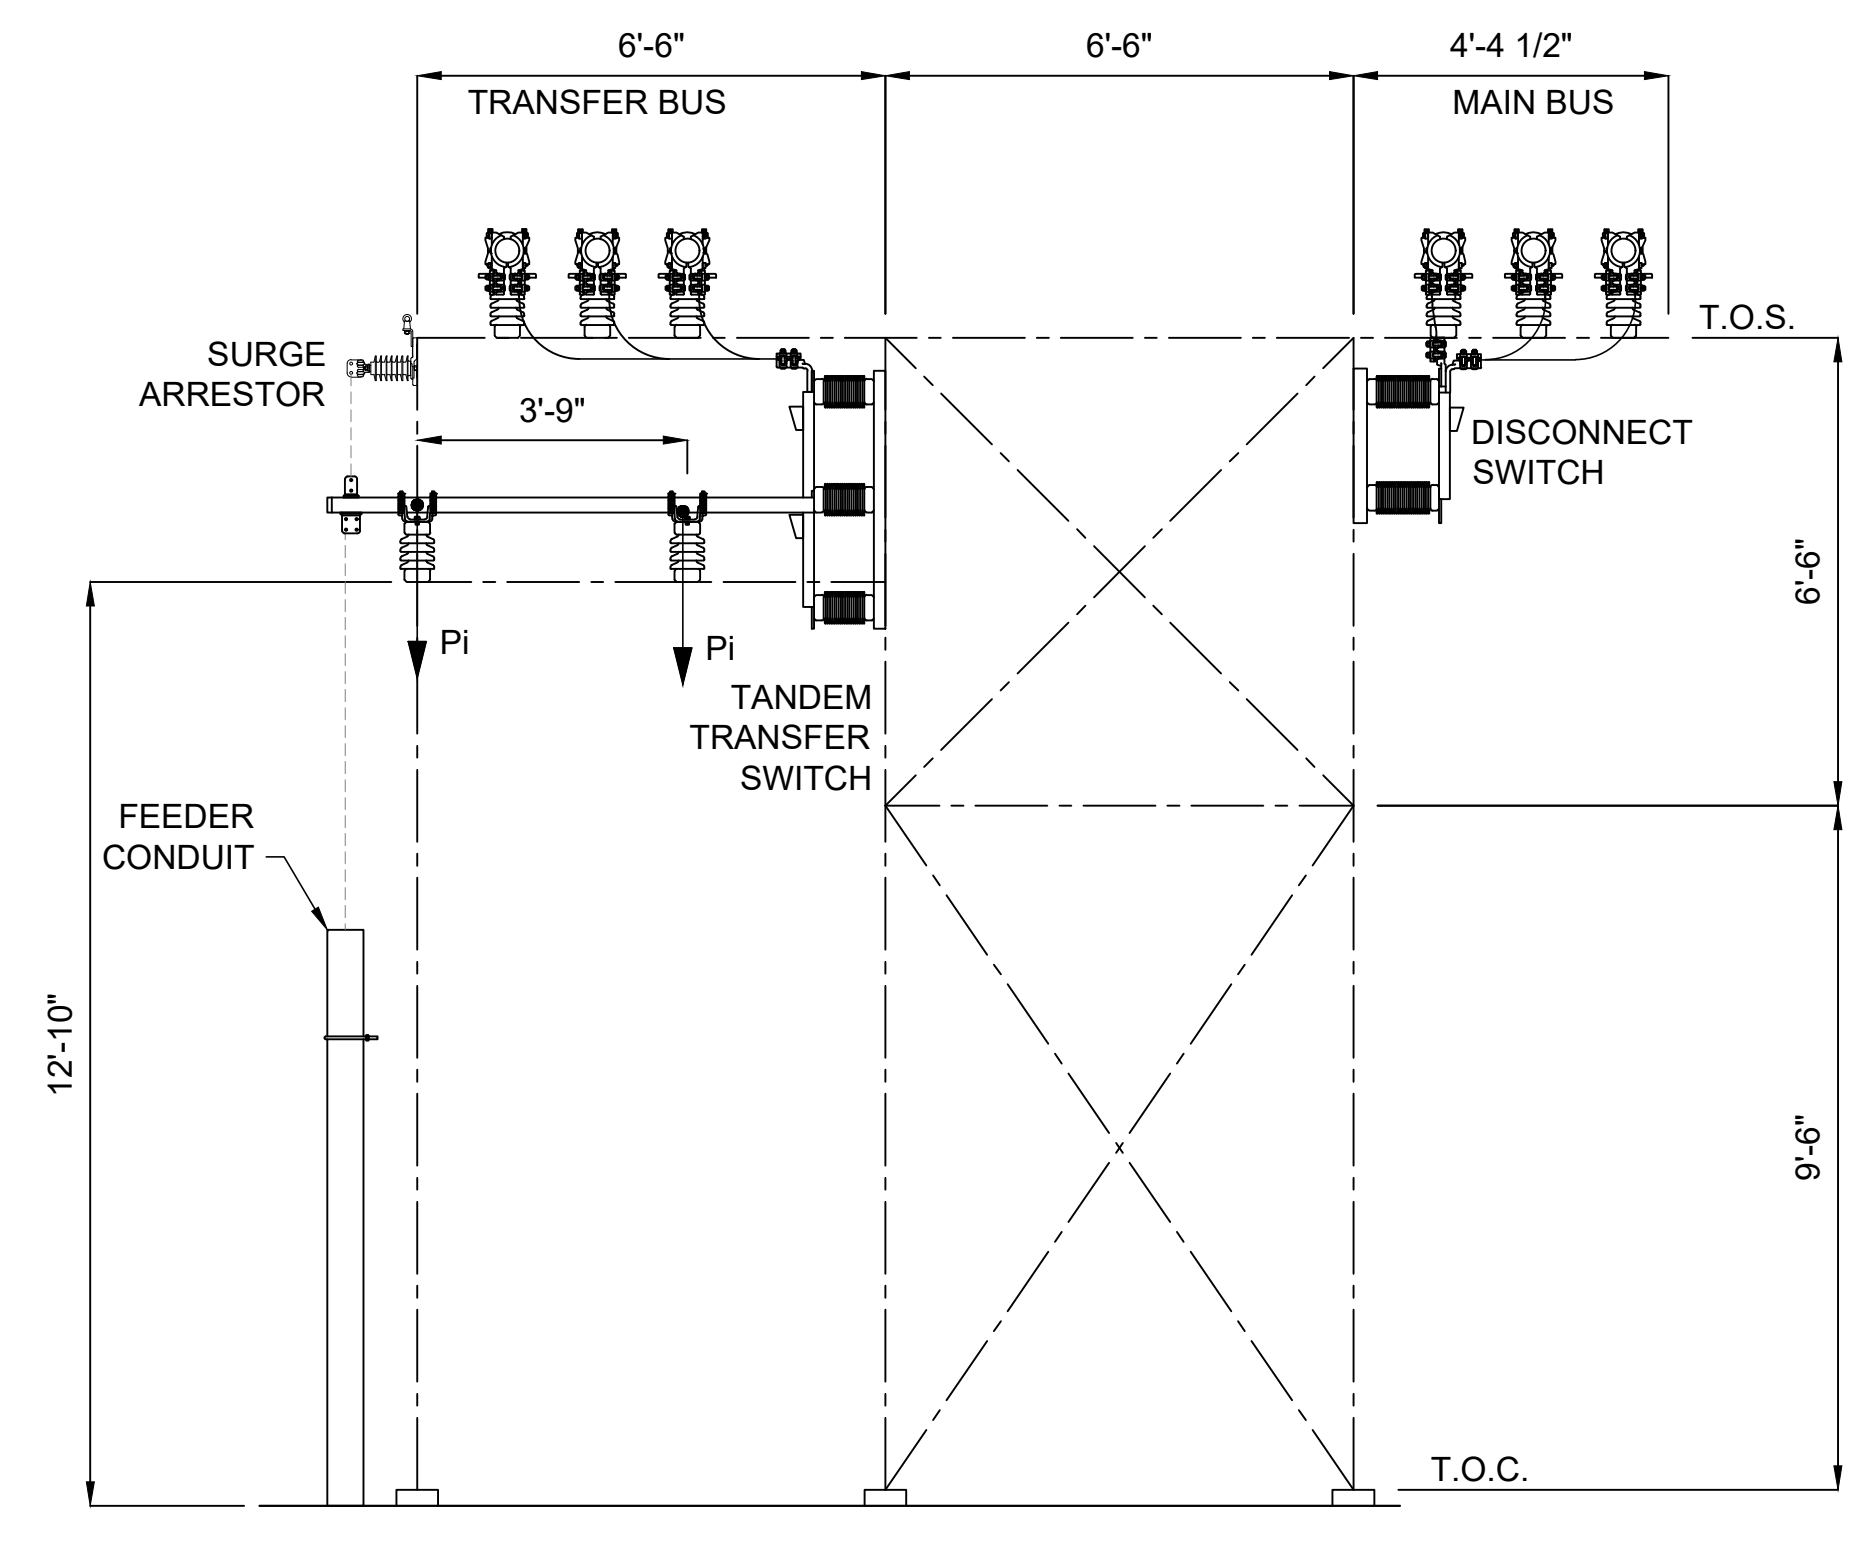 6'-6"
6'-6"
4'-4 1/2"
TRANSFER BUS
MAIN BUS
T.O.S.
SURGE
ARRESTOR
3'-9"
DISCONNECT
SWITCH
6'-6"
Pi
Pi
TANDEM
TRANSFER
SWITCH
FEEDER
CONDUIT
12'-10"
9'-6"
T.O.C.